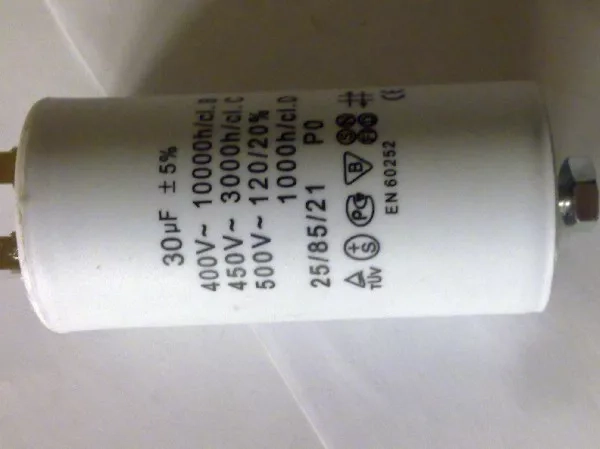 30µF ± 5%
400V~ 10000h/cl.B
450V~ 3000h/cl.C
500V~ 120/20%
1000h/cl.D
25/85/21 P0
TÜV
EN 60252